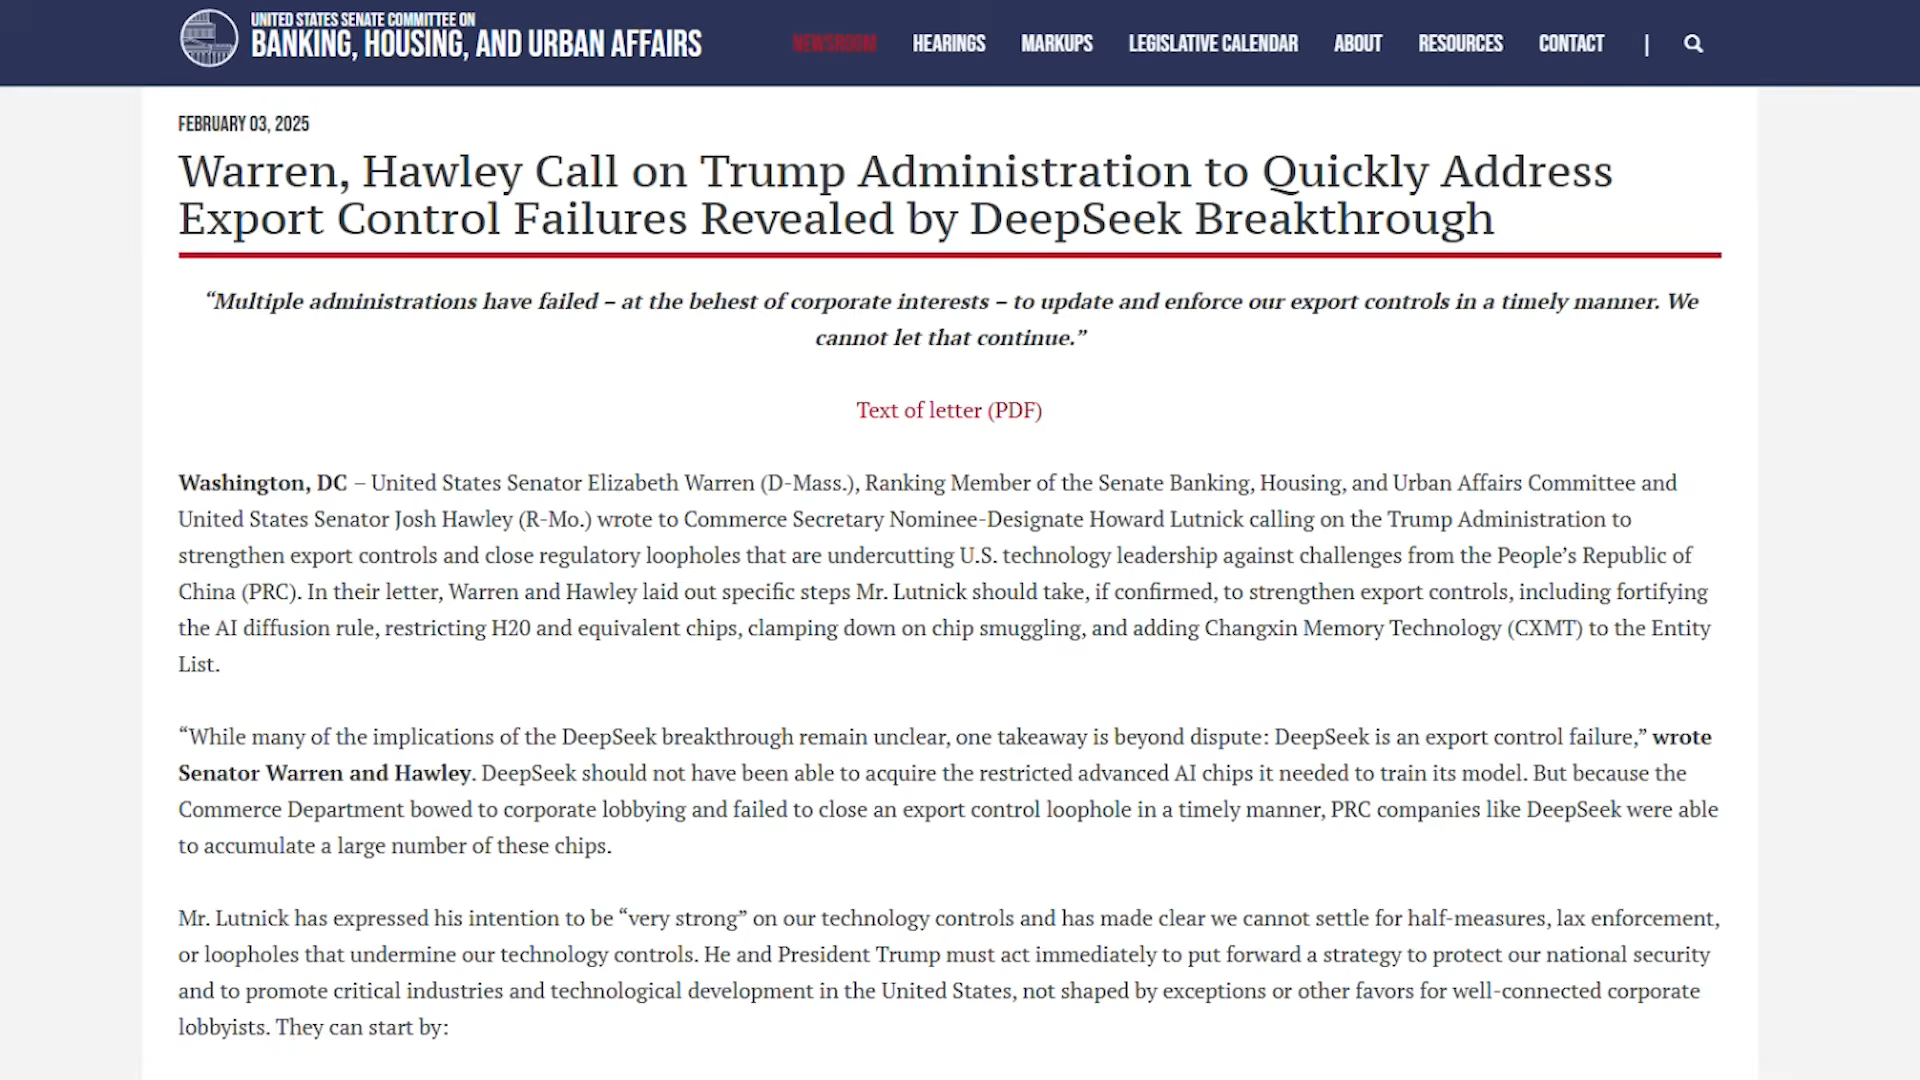 UNITED STATES SENATE COMMITTEE ON
BANKING, HOUSING, AND URBAN AFFAIRS
NEWSROOM
HEARINGS
MARKUPS
LEGISLATIVE CALENDAR
ABOUT
RESOURCES
CONTACT
|
FEBRUARY 03, 2025
Warren, Hawley Call on Trump Administration to Quickly Address
Export Control Failures Revealed by DeepSeek Breakthrough
“Multiple administrations have failed – at the behest of corporate interests – to update and enforce our export controls in a timely manner. We
cannot let that continue.”
Text of letter (PDF)
Washington, DC – United States Senator Elizabeth Warren (D-Mass.), Ranking Member of the Senate Banking, Housing, and Urban Affairs Committee and
United States Senator Josh Hawley (R-Mo.) wrote to Commerce Secretary Nominee-Designate Howard Lutnick calling on the Trump Administration to
strengthen export controls and close regulatory loopholes that are undercutting U.S. technology leadership against challenges from the People’s Republic of
China (PRC). In their letter, Warren and Hawley laid out specific steps Mr. Lutnick should take, if confirmed, to strengthen export controls, including fortifying
the AI diffusion rule, restricting H20 and equivalent chips, clamping down on chip smuggling, and adding Changxin Memory Technology (CXMT) to the Entity
List.
“While many of the implications of the DeepSeek breakthrough remain unclear, one takeaway is beyond dispute: DeepSeek is an export control failure,” wrote
Senator Warren and Hawley. DeepSeek should not have been able to acquire the restricted advanced AI chips it needed to train its model. But because the
Commerce Department bowed to corporate lobbying and failed to close an export control loophole in a timely manner, PRC companies like DeepSeek were able
to accumulate a large number of these chips.
Mr. Lutnick has expressed his intention to be “very strong” on our technology controls and has made clear we cannot settle for half-measures, lax enforcement,
or loopholes that undermine our technology controls. He and President Trump must act immediately to put forward a strategy to protect our national security
and to promote critical industries and technological development in the United States, not shaped by exceptions or other favors for well-connected corporate
lobbyists. They can start by: